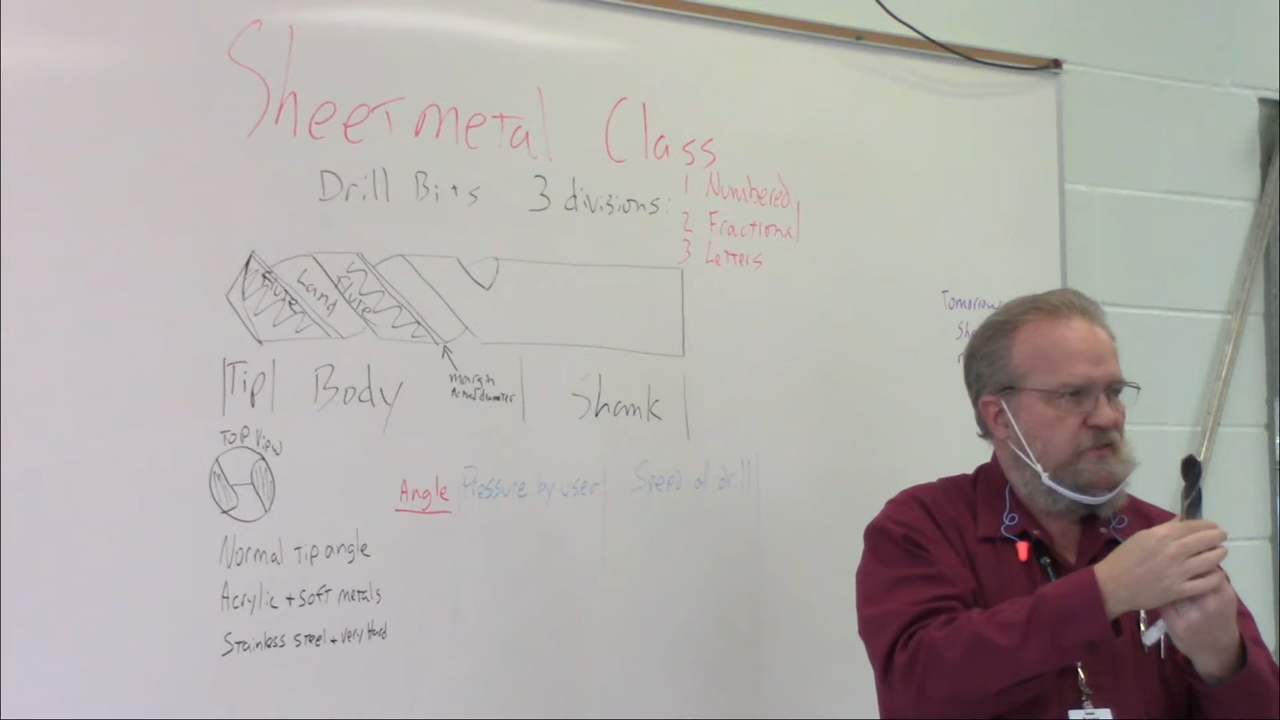 Sheetmetal Class
Drill Bits 3 divisions:
1 Numbered
2 Fractional
3 Letters
Flute Land Flute
margin
Tip Body Shank
Top View
Angle Pressure by user Speed of drill
Normal Tip angle
Acrylic + soft metals
Stainless steel + very Hard
Tomorrow